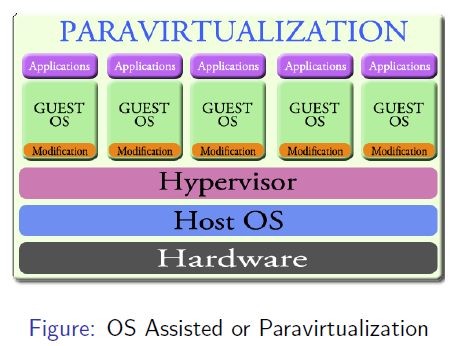 PARAVIRTUALIZATION
Applications Applications Applications Applications Applications
GUEST GUEST GUEST GUEST GUEST
OS OS OS OS OS
Modification Modification Modification Modification Modification
Hypervisor
Host OS
Hardware
Figure: OS Assisted or Paravirtualization